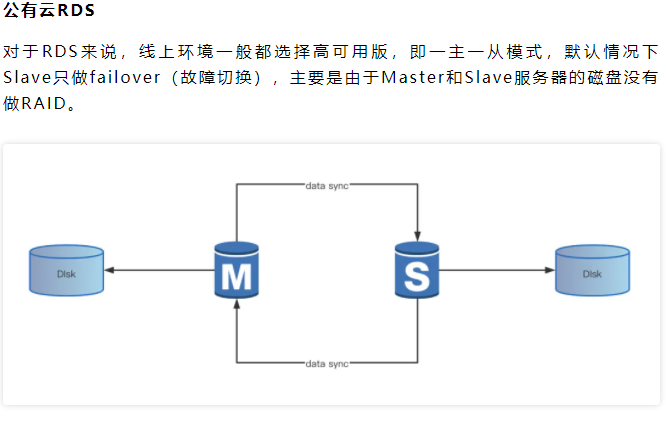 公有云RDS
对于RDS来说，线上环境一般都选择高可用版，即一主一从模式，默认情况下
Slave只做failover（故障切换），主要是由于Master和Slave服务器的磁盘没有
做RAID。
data sync
Disk
M
S
Disk
data sync